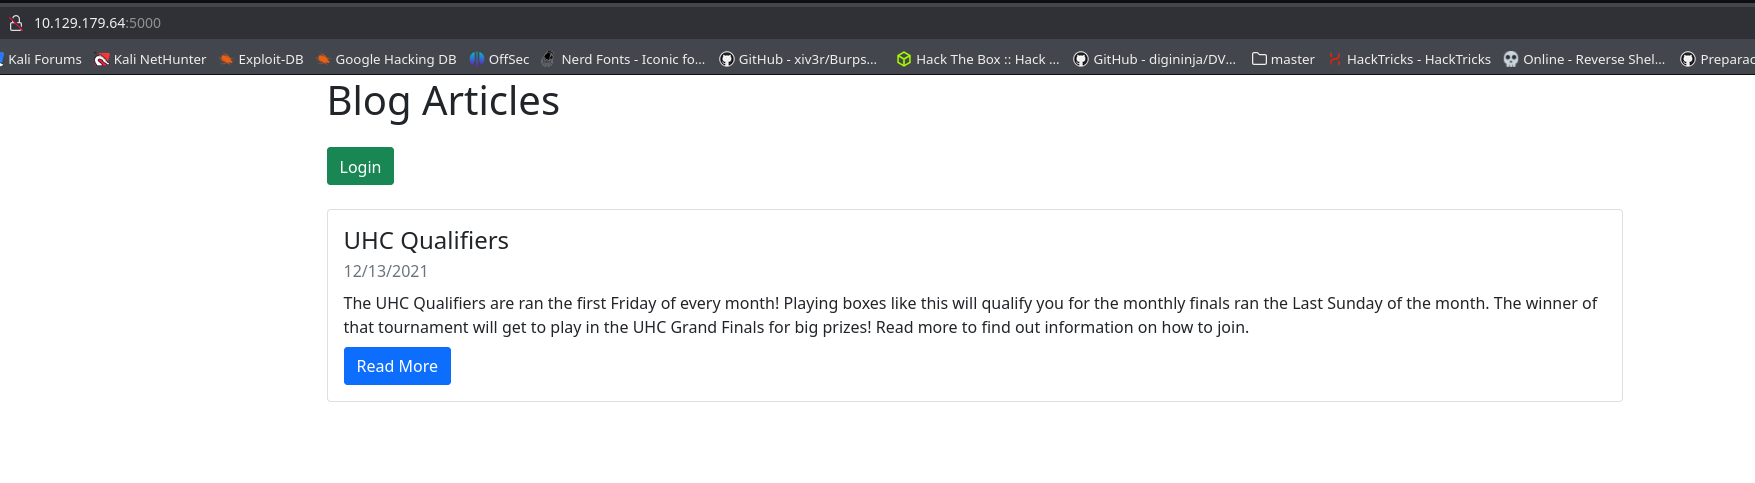 10.129.179.64:5000
Kali Forums Kali NetHunter Exploit-DB Google Hacking DB OffSec Nerd Fonts - Iconic fo... GitHub - xiv3r/Burps... Hack The Box :: Hack ... GitHub - digininja/DV... master HackTricks - HackTricks Online - Reverse Shel... Preparac
Blog Articles
Login
UHC Qualifiers
12/13/2021
The UHC Qualifiers are ran the first Friday of every month! Playing boxes like this will qualify you for the monthly finals ran the Last Sunday of the month. The winner of
that tournament will get to play in the UHC Grand Finals for big prizes! Read more to find out information on how to join.
Read More